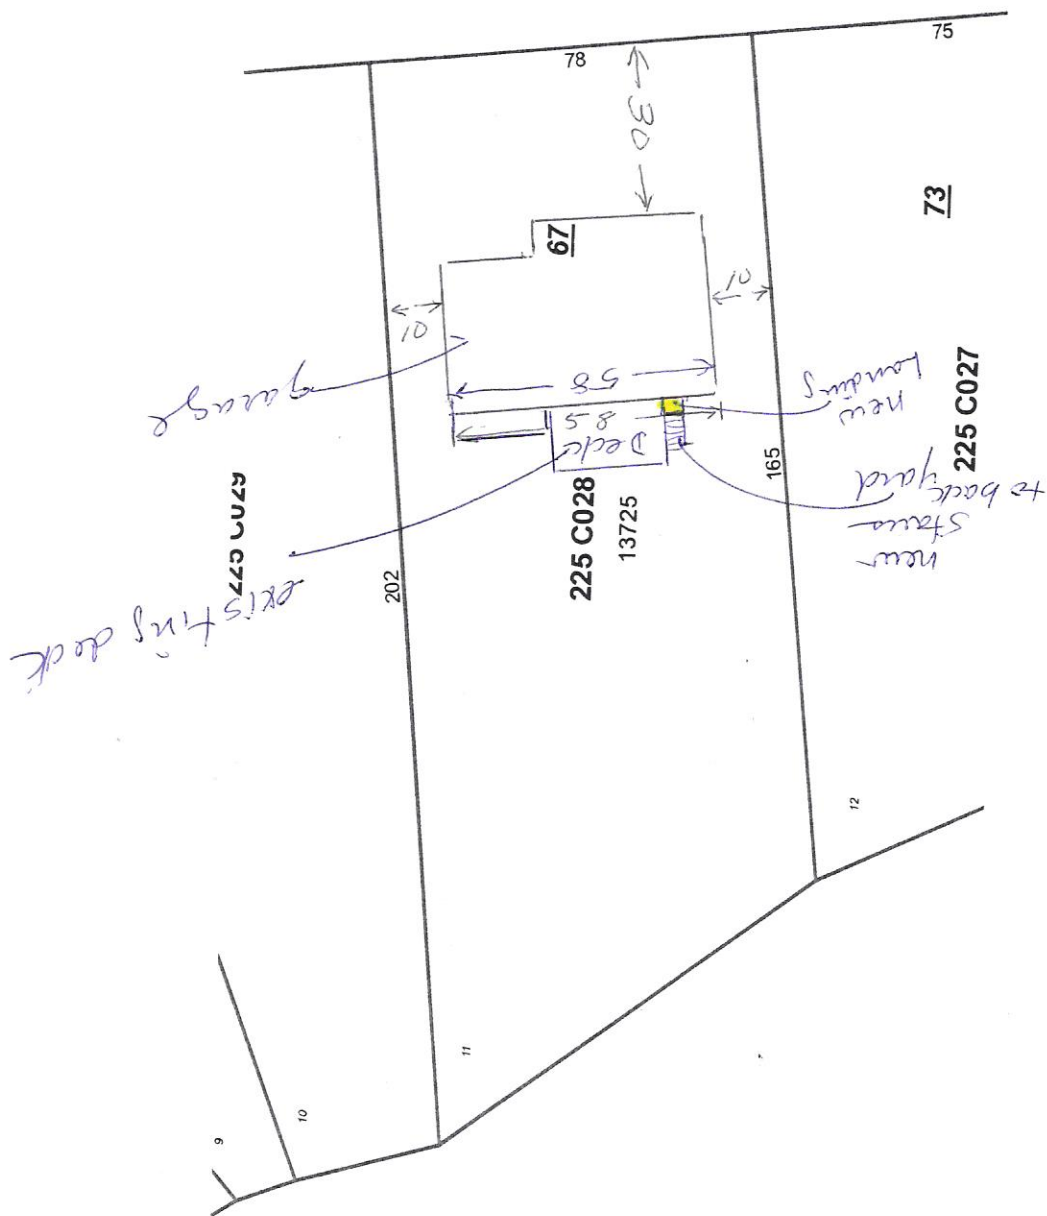 75
78
← 30 →
73
67
10
10
garage
← 58 →
8.5
Deck
new
Landing
225 C027
165
225 C029
225 C028
13725
new
Stairs
to back yard
202
existing deck
12
11
10
9